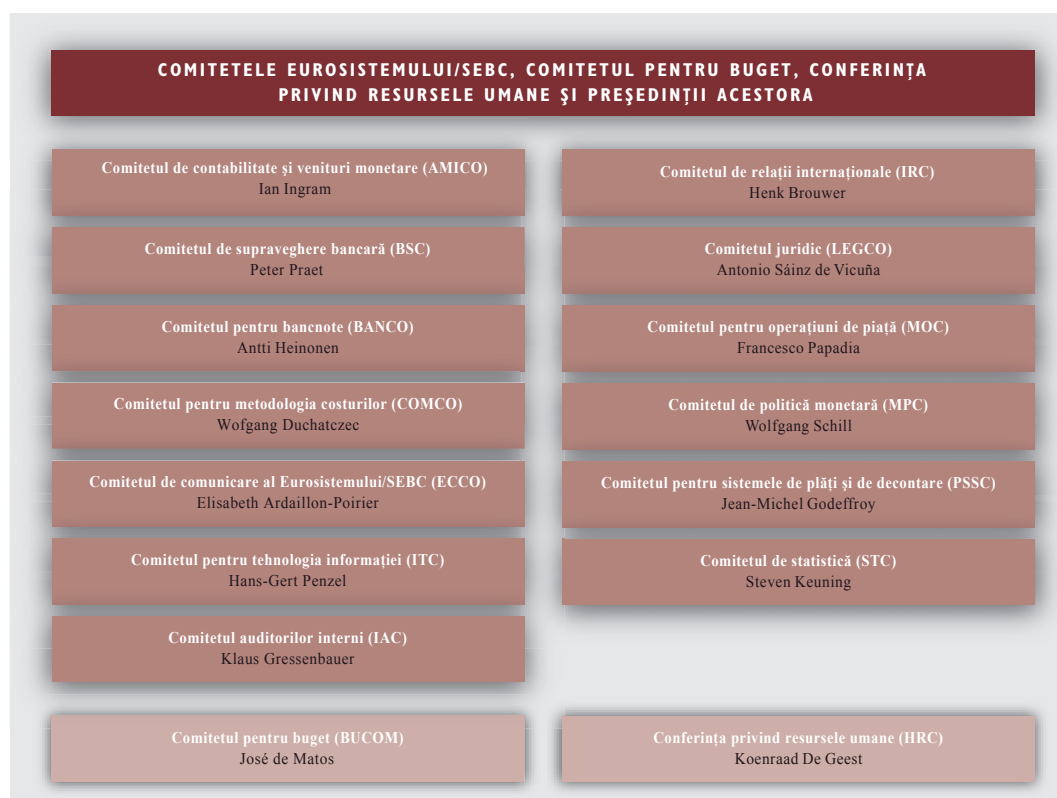 COMITETELE EUROSISTEMULUI/SEBC, COMITETUL PENTRU BUGET, CONFERINȚA
PRIVIND RESURSELE UMANE ŞI PREŞEDINȚII ACESTORA
Comitetul de contabilitate şi venituri monetare (AMICO)
Ian Ingram
Comitetul de supraveghere bancară (BSC)
Peter Praet
Comitetul pentru bancnote (BANCO)
Antti Heinonen
Comitetul pentru metodologia costurilor (COMCO)
Wofgang Duchatczec
Comitetul de comunicare al Eurosistemului/SEBC (ECCO)
Elisabeth Ardaillon-Poirier
Comitetul pentru tehnologia informației (ITC)
Hans-Gert Penzel
Comitetul auditorilor interni (IAC)
Klaus Gressenbauer
Comitetul de relații internaționale (IRC)
Henk Brouwer
Comitetul juridic (LEGCO)
Antonio Sáinz de Vicuña
Comitetul pentru operațiuni de piață (MOC)
Francesco Papadia
Comitetul de politică monetară (MPC)
Wolfgang Schill
Comitetul pentru sistemele de plăți şi de decontare (PSSC)
Jean-Michel Godeffroy
Comitetul de statistică (STC)
Steven Keuning
Comitetul pentru buget (BUCOM)
José de Matos
Conferința privind resursele umane (HRC)
Koenraad De Geest